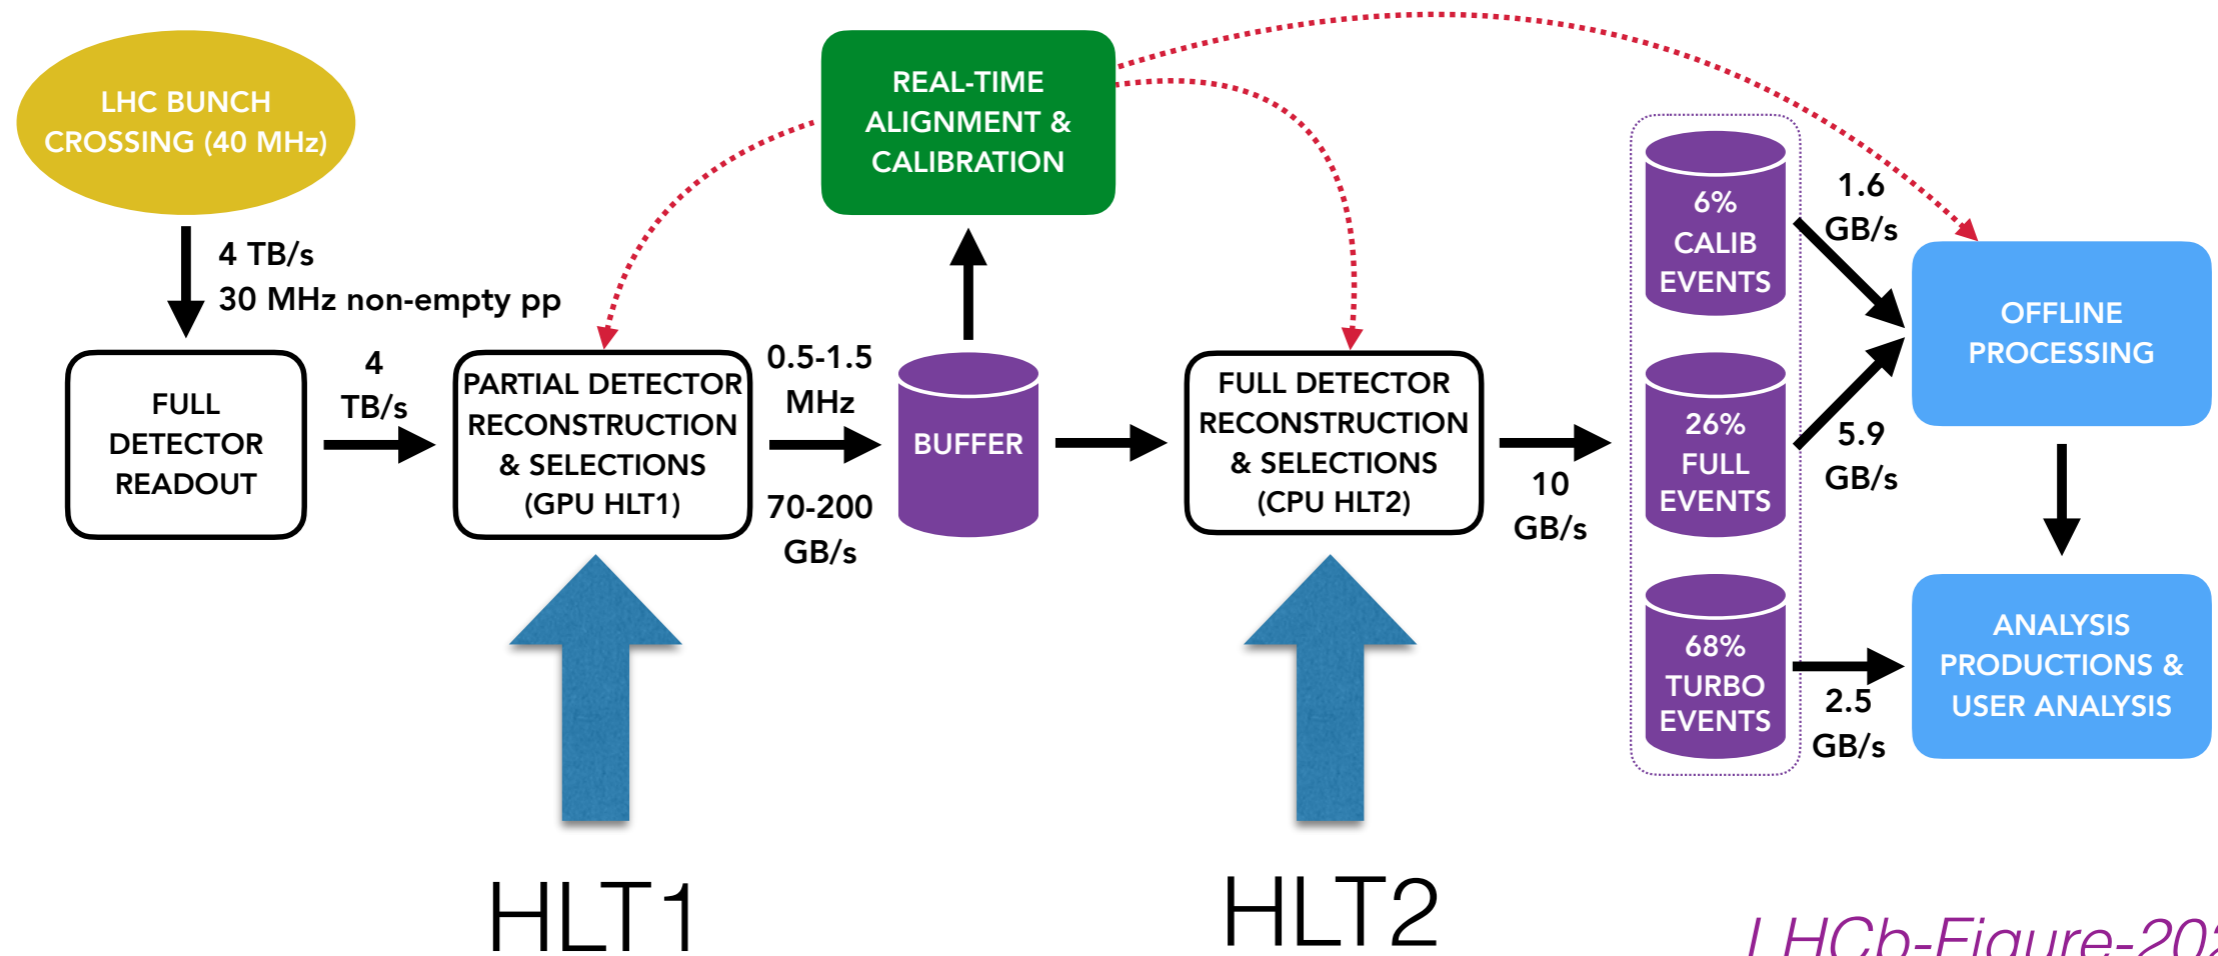 LHC BUNCH
CROSSING (40 MHz)
4 TB/s
30 MHz non-empty pp
FULL
DETECTOR
READOUT
4
TB/s
PARTIAL DETECTOR
RECONSTRUCTION
& SELECTIONS
(GPU HLT1)
0.5-1.5
MHz
70-200
GB/s
BUFFER
REAL-TIME
ALIGNMENT &
CALIBRATION
FULL DETECTOR
RECONSTRUCTION
& SELECTIONS
(CPU HLT2)
10
GB/s
6%
CALIB
EVENTS
1.6
GB/s
26%
FULL
EVENTS
5.9
GB/s
68%
TURBO
EVENTS
2.5
GB/s
OFFLINE
PROCESSING
ANALYSIS
PRODUCTIONS &
USER ANALYSIS
HLT1
HLT2
LHCb-Figure-202